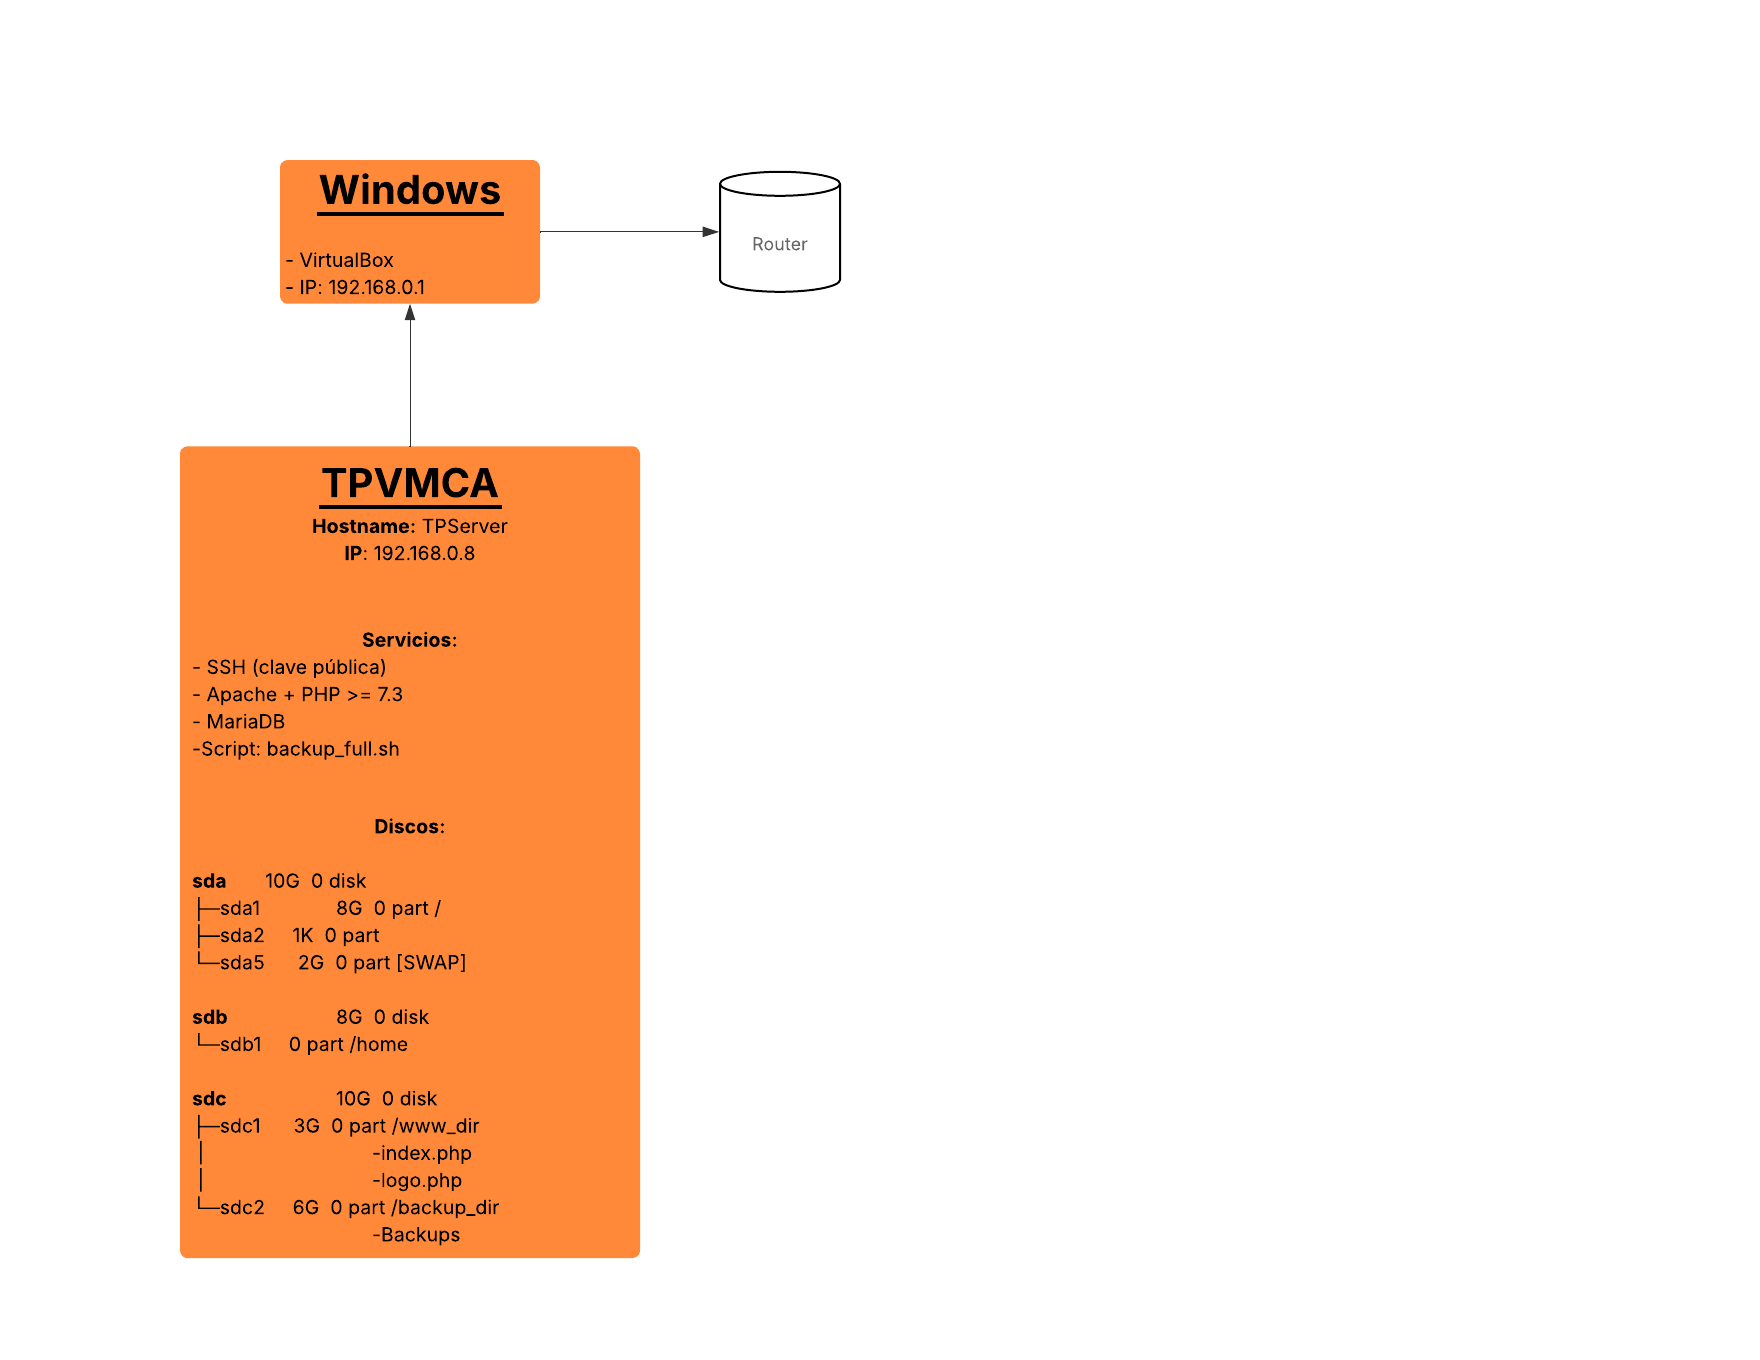 Windows
- VirtualBox
- IP: 192.168.0.1
Router
TPVMCA
Hostname: TPServer
IP: 192.168.0.8
Servicios:
- SSH (clave pública)
- Apache + PHP >= 7.3
- MariaDB
-Script: backup_full.sh
Discos:
sda 10G 0 disk
├─sda1 8G 0 part /
├─sda2 1K 0 part
└─sda5 2G 0 part [SWAP]
sdb 8G 0 disk
└─sdb1 0 part /home
sdc 10G 0 disk
├─sdc1 3G 0 part /www_dir
│ -index.php
│ -logo.php
└─sdc2 6G 0 part /backup_dir
-Backups